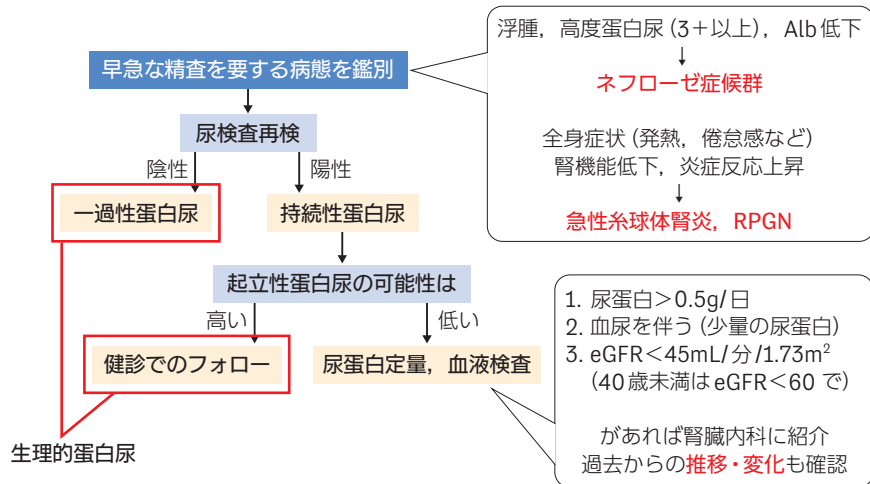 早急な精査を要する病態を鑑別
浮腫，高度蛋白尿（3＋以上），Alb低下
ネフローゼ症候群
全身症状（発熱，倦怠感など）
腎機能低下，炎症反応上昇
急性糸球体腎炎，RPGN
尿検査再検
陰性
陽性
一過性蛋白尿
持続性蛋白尿
起立性蛋白尿の可能性は
高い
低い
健診でのフォロー
尿蛋白定量，血液検査
生理的蛋白尿
1. 尿蛋白＞0.5g/日
2. 血尿を伴う（少量の尿蛋白）
3. eGFR＜45mL/分/1.73m²
（40歳未満はeGFR＜60で）
があれば腎臓内科に紹介
過去からの推移・変化も確認